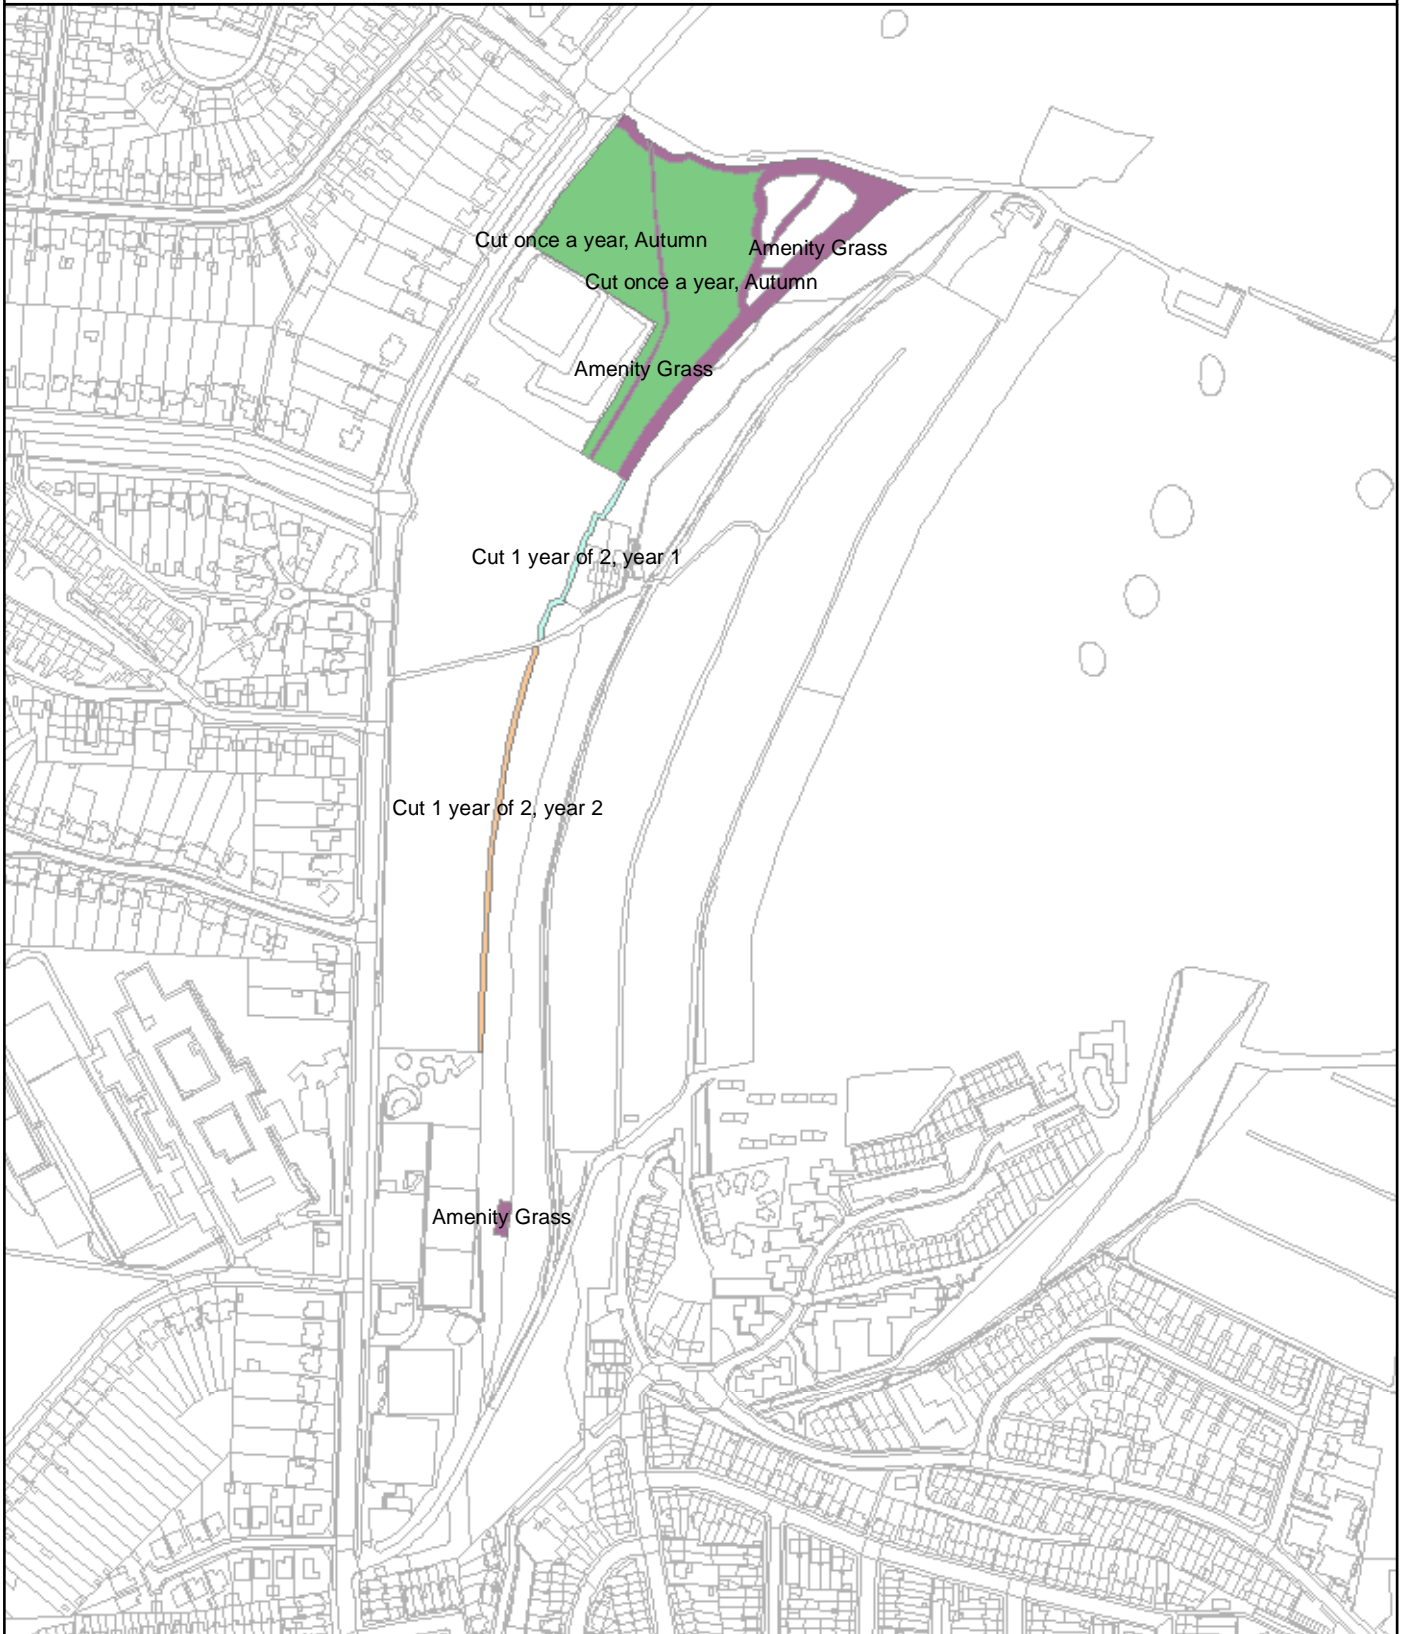 Cut once a year, Autumn
Amenity Grass
Cut once a year, Autumn
Amenity Grass
Cut 1 year of 2, year 1
Cut 1 year of 2, year 2
Amenity Grass